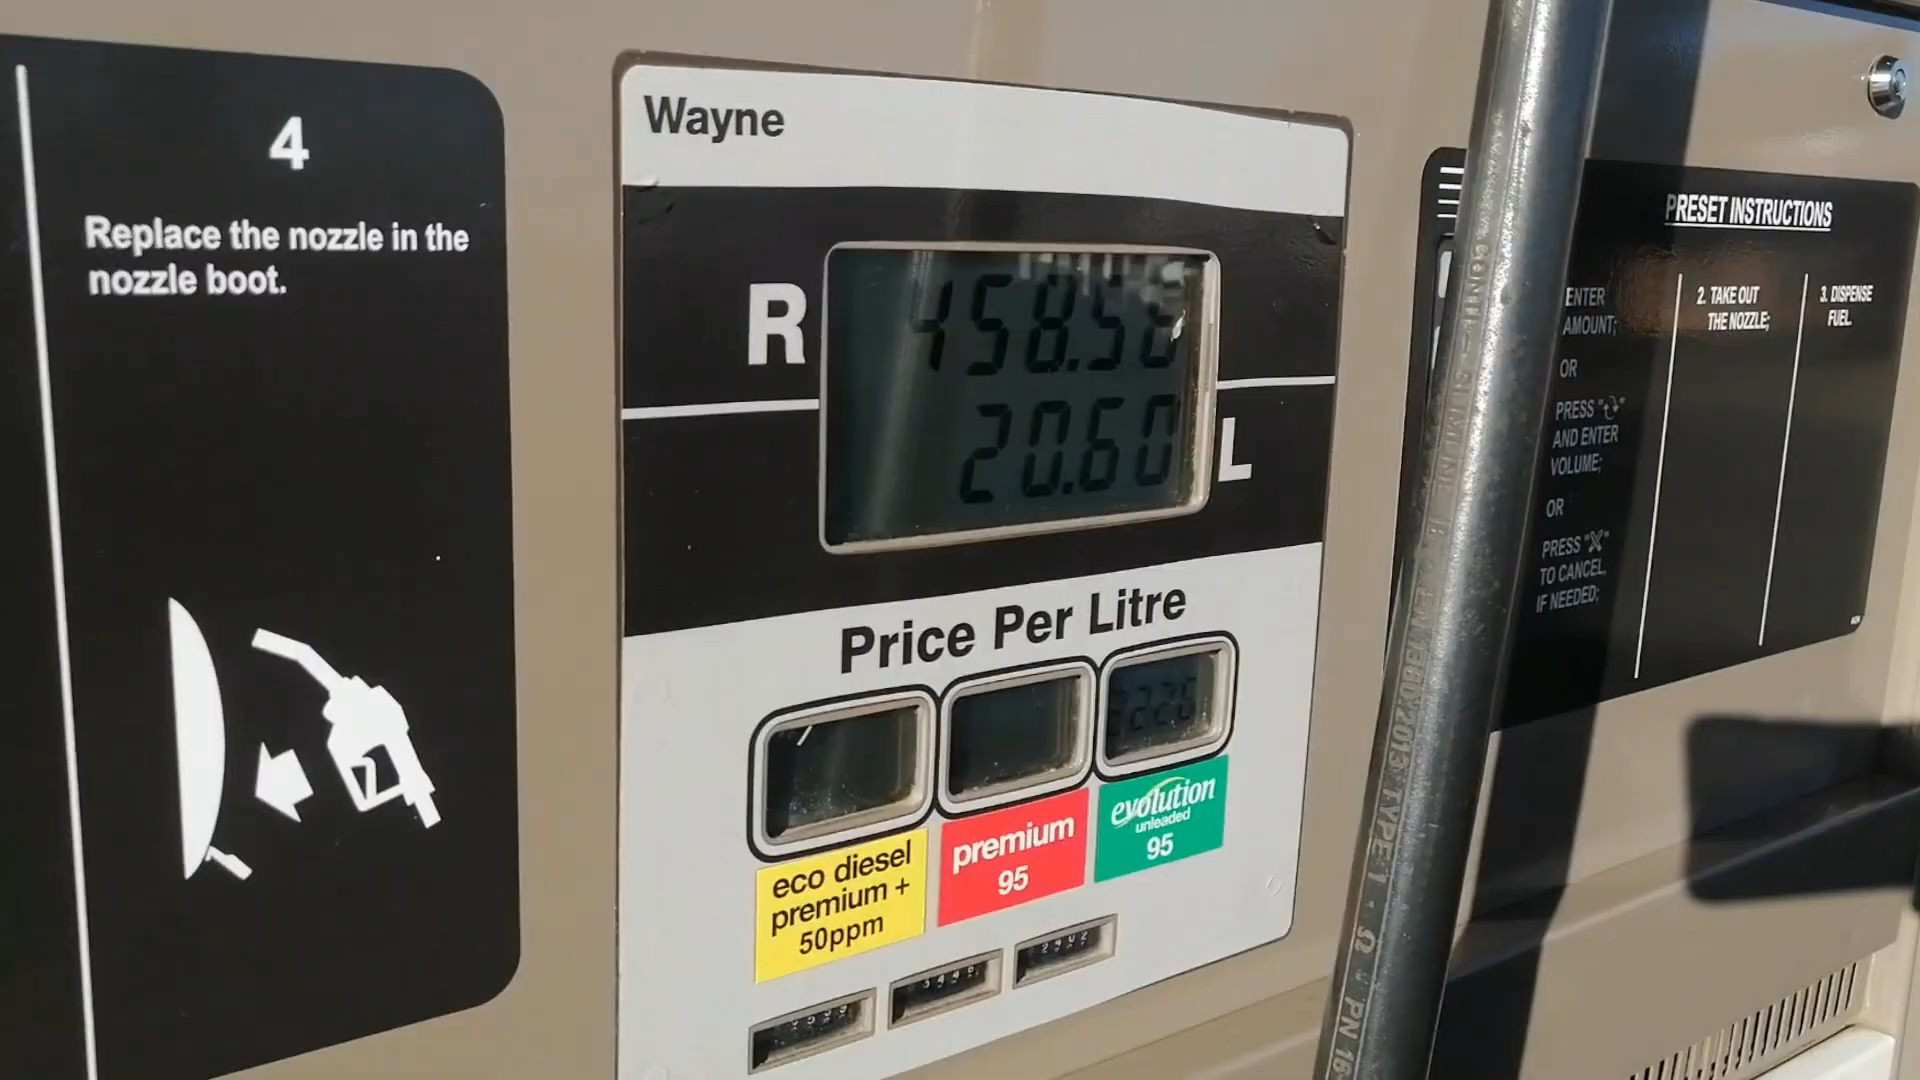 4
Replace the nozzle in the
nozzle boot.
Wayne
R
20.60
L
Price Per Litre
eco diesel
premium +
50ppm
premium
95
evolution
unleaded
95
PRESET INSTRUCTIONS
ENTER
AMOUNT;
OR
PRESS "
AND ENTER
VOLUME;
OR
PRESS "X"
TO CANCEL,
IF NEEDED;
2. TAKE OUT
THE NOZZLE;
3. DISPENSE
FUEL.